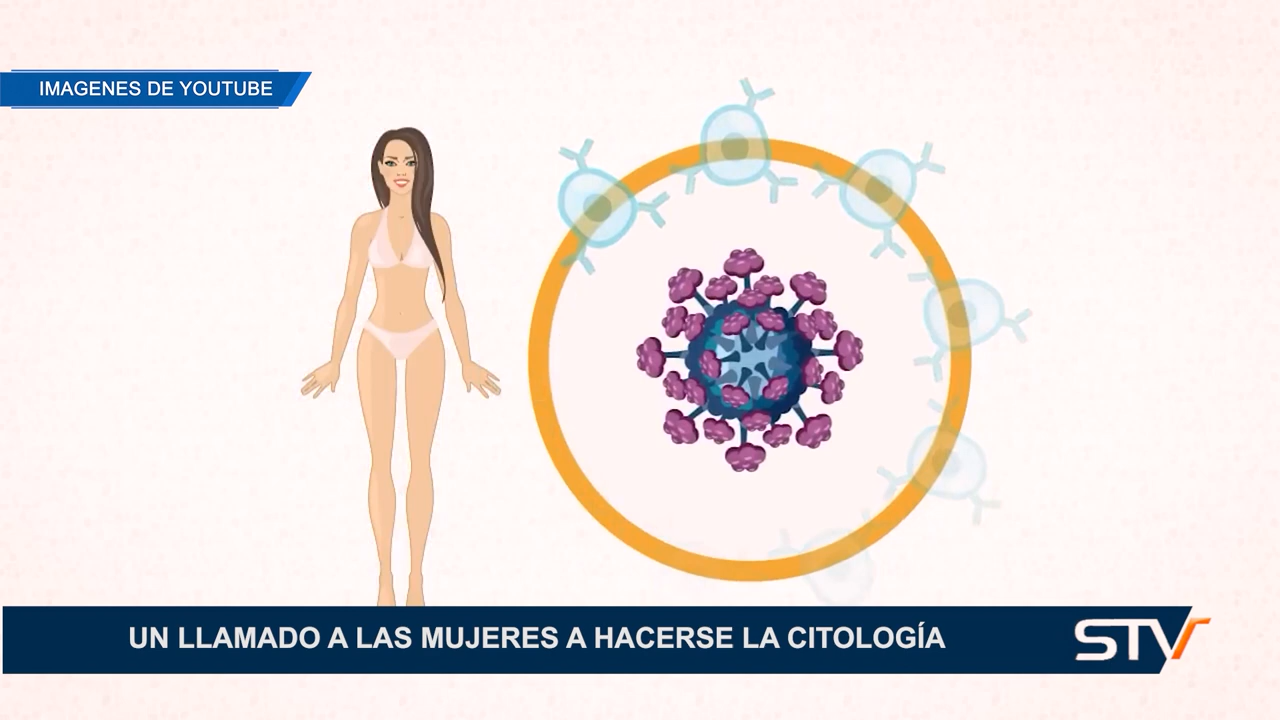 IMAGENES DE YOUTUBE
UN LLAMADO A LAS MUJERES A HACERSE LA CITOLOGÍA
STV